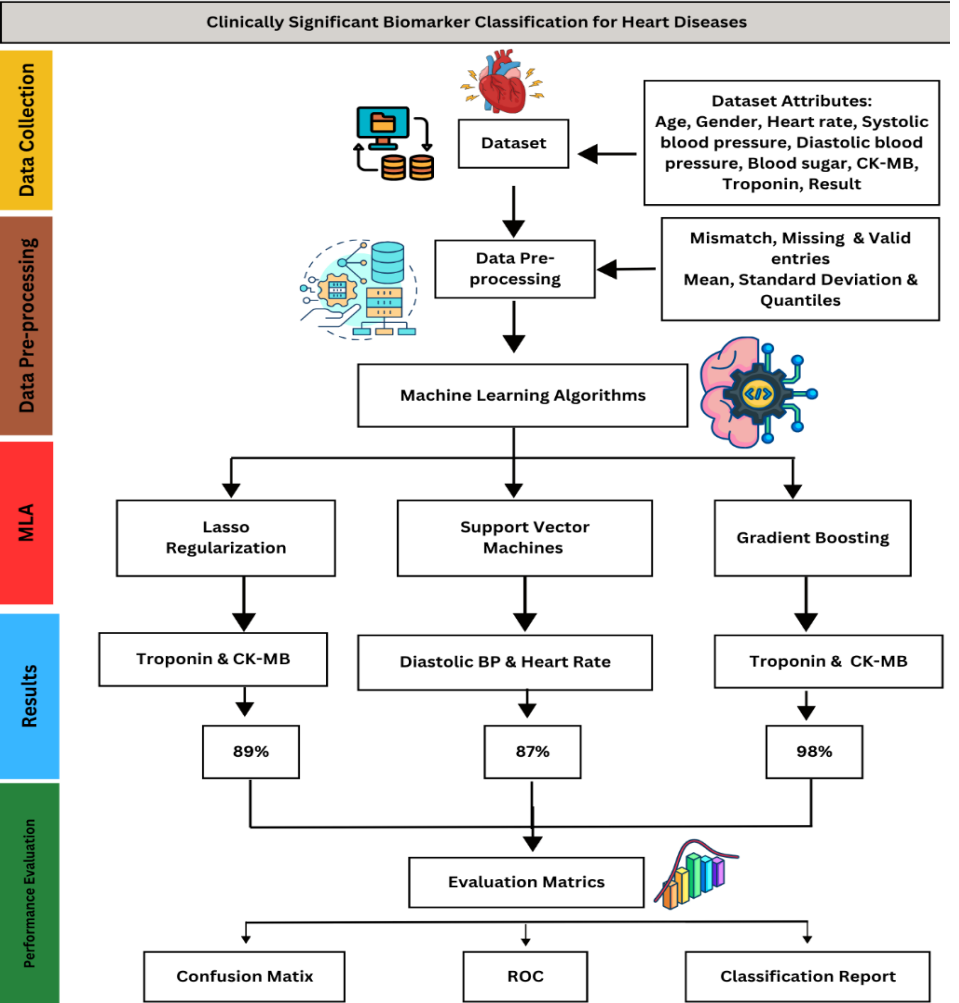 Clinically Significant Biomarker Classification for Heart Diseases
Data Collection
Dataset
Dataset Attributes:
Age, Gender, Heart rate, Systolic
blood pressure, Diastolic blood
pressure, Blood sugar, CK-MB,
Troponin, Result
Data Pre-processing
Data Pre-
processing
Mismatch, Missing & Valid
entries
Mean, Standard Deviation &
Quantiles
Machine Learning Algorithms
</>
MLA
Lasso
Regularization
Support Vector
Machines
Gradient Boosting
Results
Troponin & CK-MB
Diastolic BP & Heart Rate
Troponin & CK-MB
89%
87%
98%
Performance Evaluation
Evaluation Matrics
Confusion Matix
ROC
Classification Report